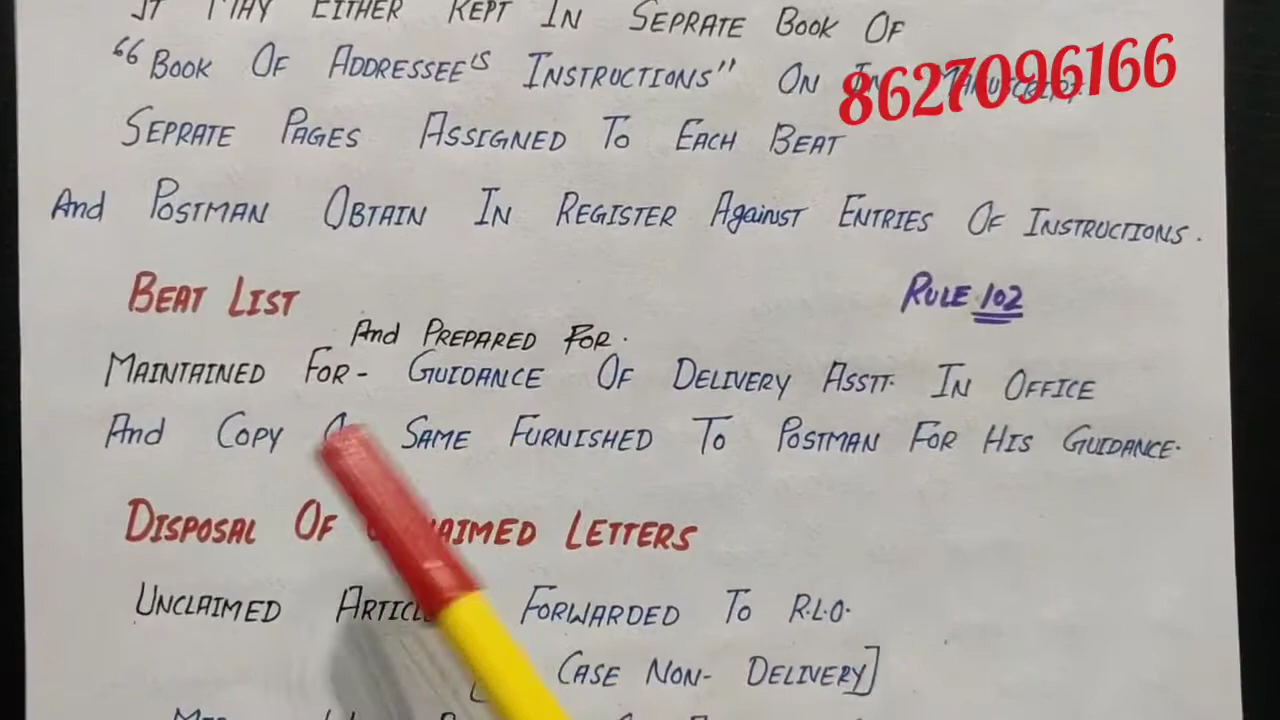 IT MAY EITHER KEPT IN SEPRATE BOOK OF
"BOOK OF ADDRESSEE'S INSTRUCTIONS" ON IN MANUSCRIPT
8627096166
SEPRATE PAGES ASSIGNED TO EACH BEAT
And POSTMAN OBTAIN IN REGISTER Against ENTRIES OF INSTRUCTIONS.
BEAT LIST RULE 102
And PREPARED FOR.
MAINTAINED FOR- GUIDANCE OF DELIVERY ASSTT. IN OFFICE
And COPY SAME FURNISHED TO POSTMAN FOR HIS GUIDANCE.
DISPOSAL OF LETTERS
UNCLAIMED FORWARDED TO R.L.O.
CASE NON- DELIVERY]